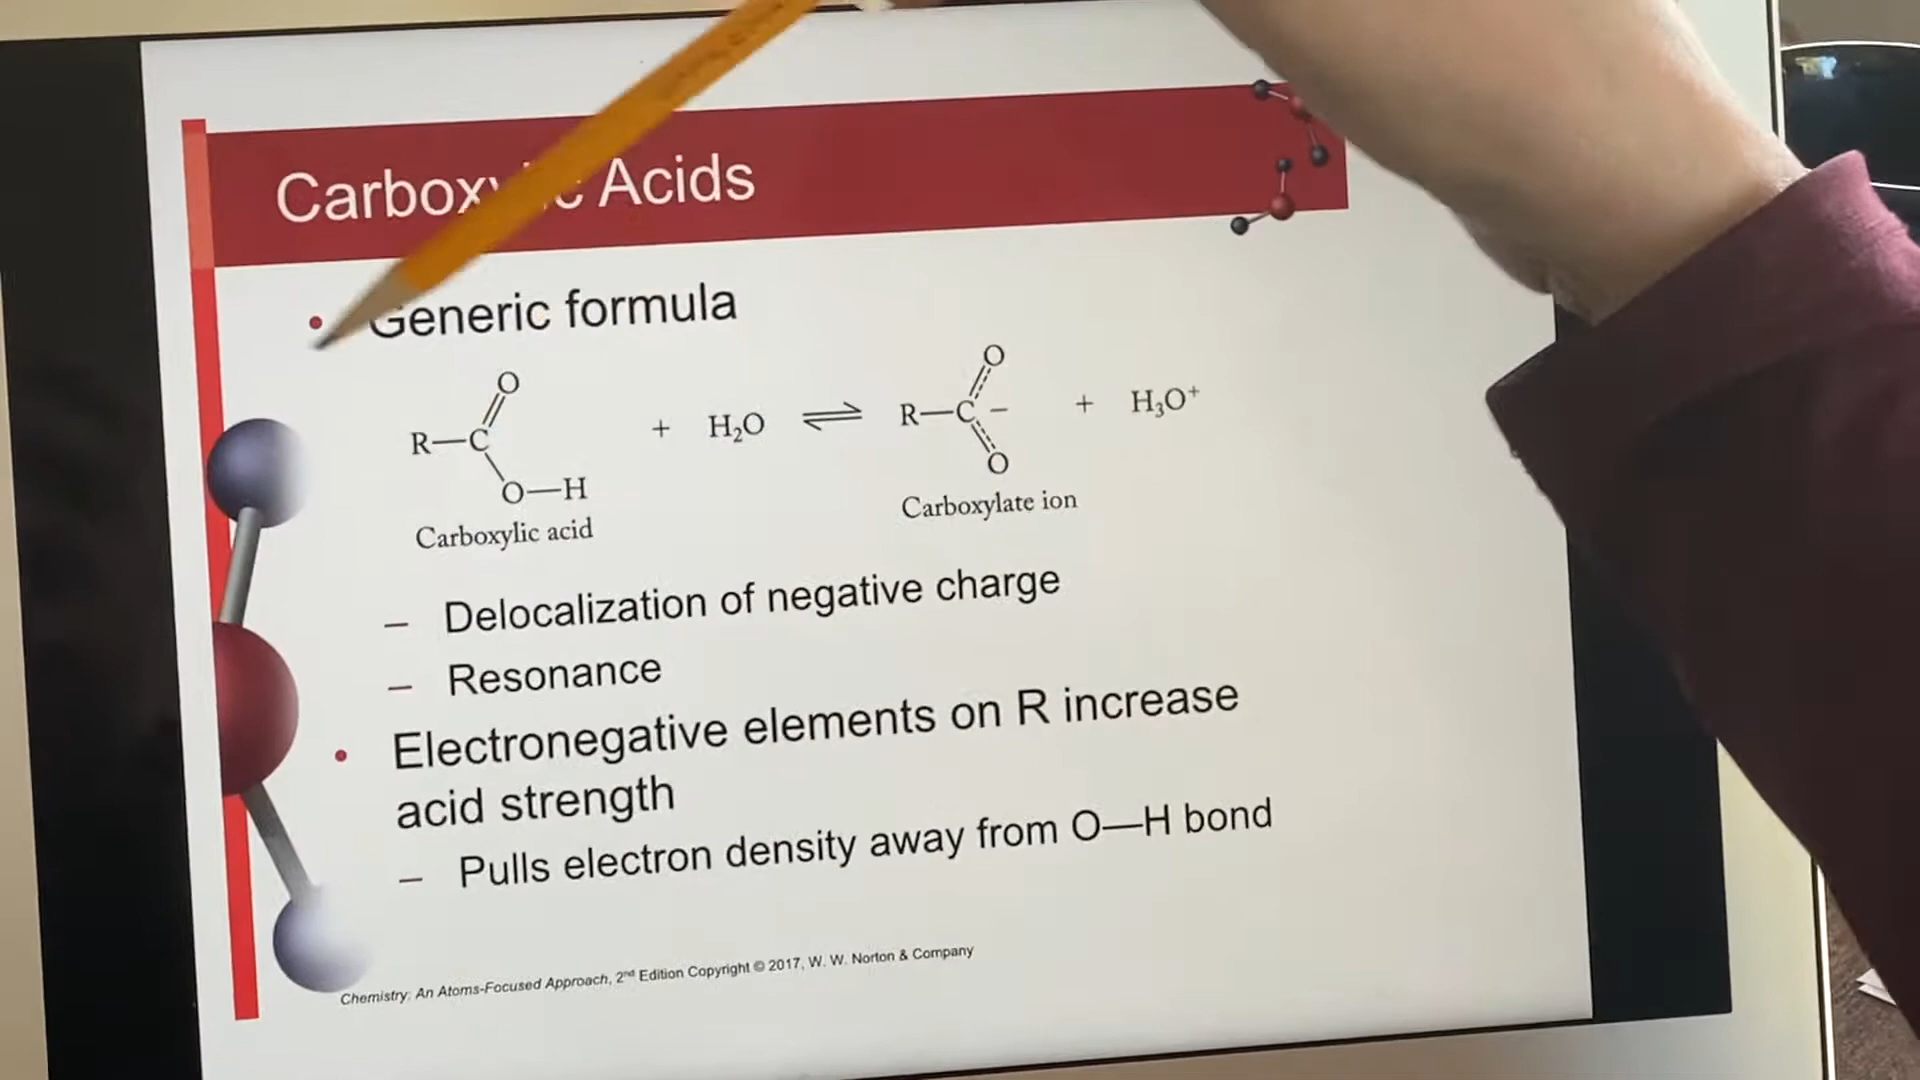 Carboxylic Acids
• Generic formula
O
R—C
O—H
+ H₂O ⇌
O
R—C –
O
+ H₃O⁺
Carboxylic acid
Carboxylate ion
– Delocalization of negative charge
– Resonance
• Electronegative elements on R increase
acid strength
– Pulls electron density away from O—H bond
Chemistry: An Atoms-Focused Approach, 2nd Edition Copyright © 2017, W. W. Norton & Company